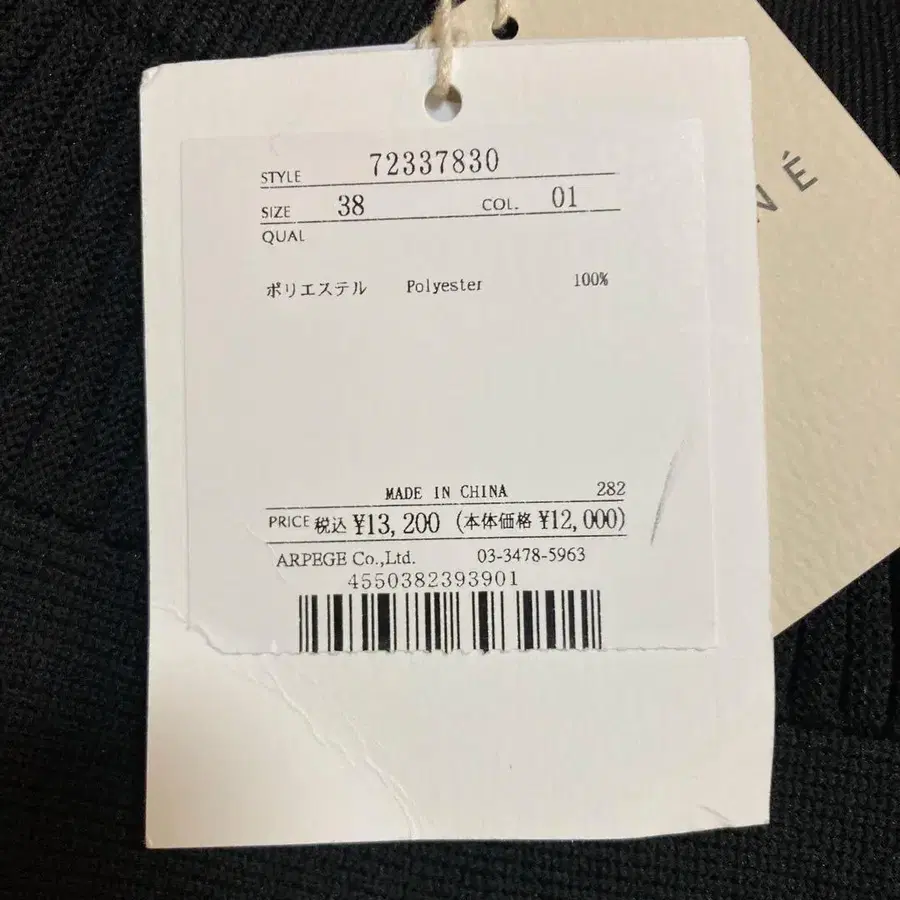 STYLE 72337830
SIZE 38 COL. 01
QUAL
ポリエステル Polyester 100%
MADE IN CHINA 282
PRICE 税込 ¥13,200 (本体価格 ¥12,000)
ARPEGE Co.,Ltd. 03-3478-5963
4550382393901